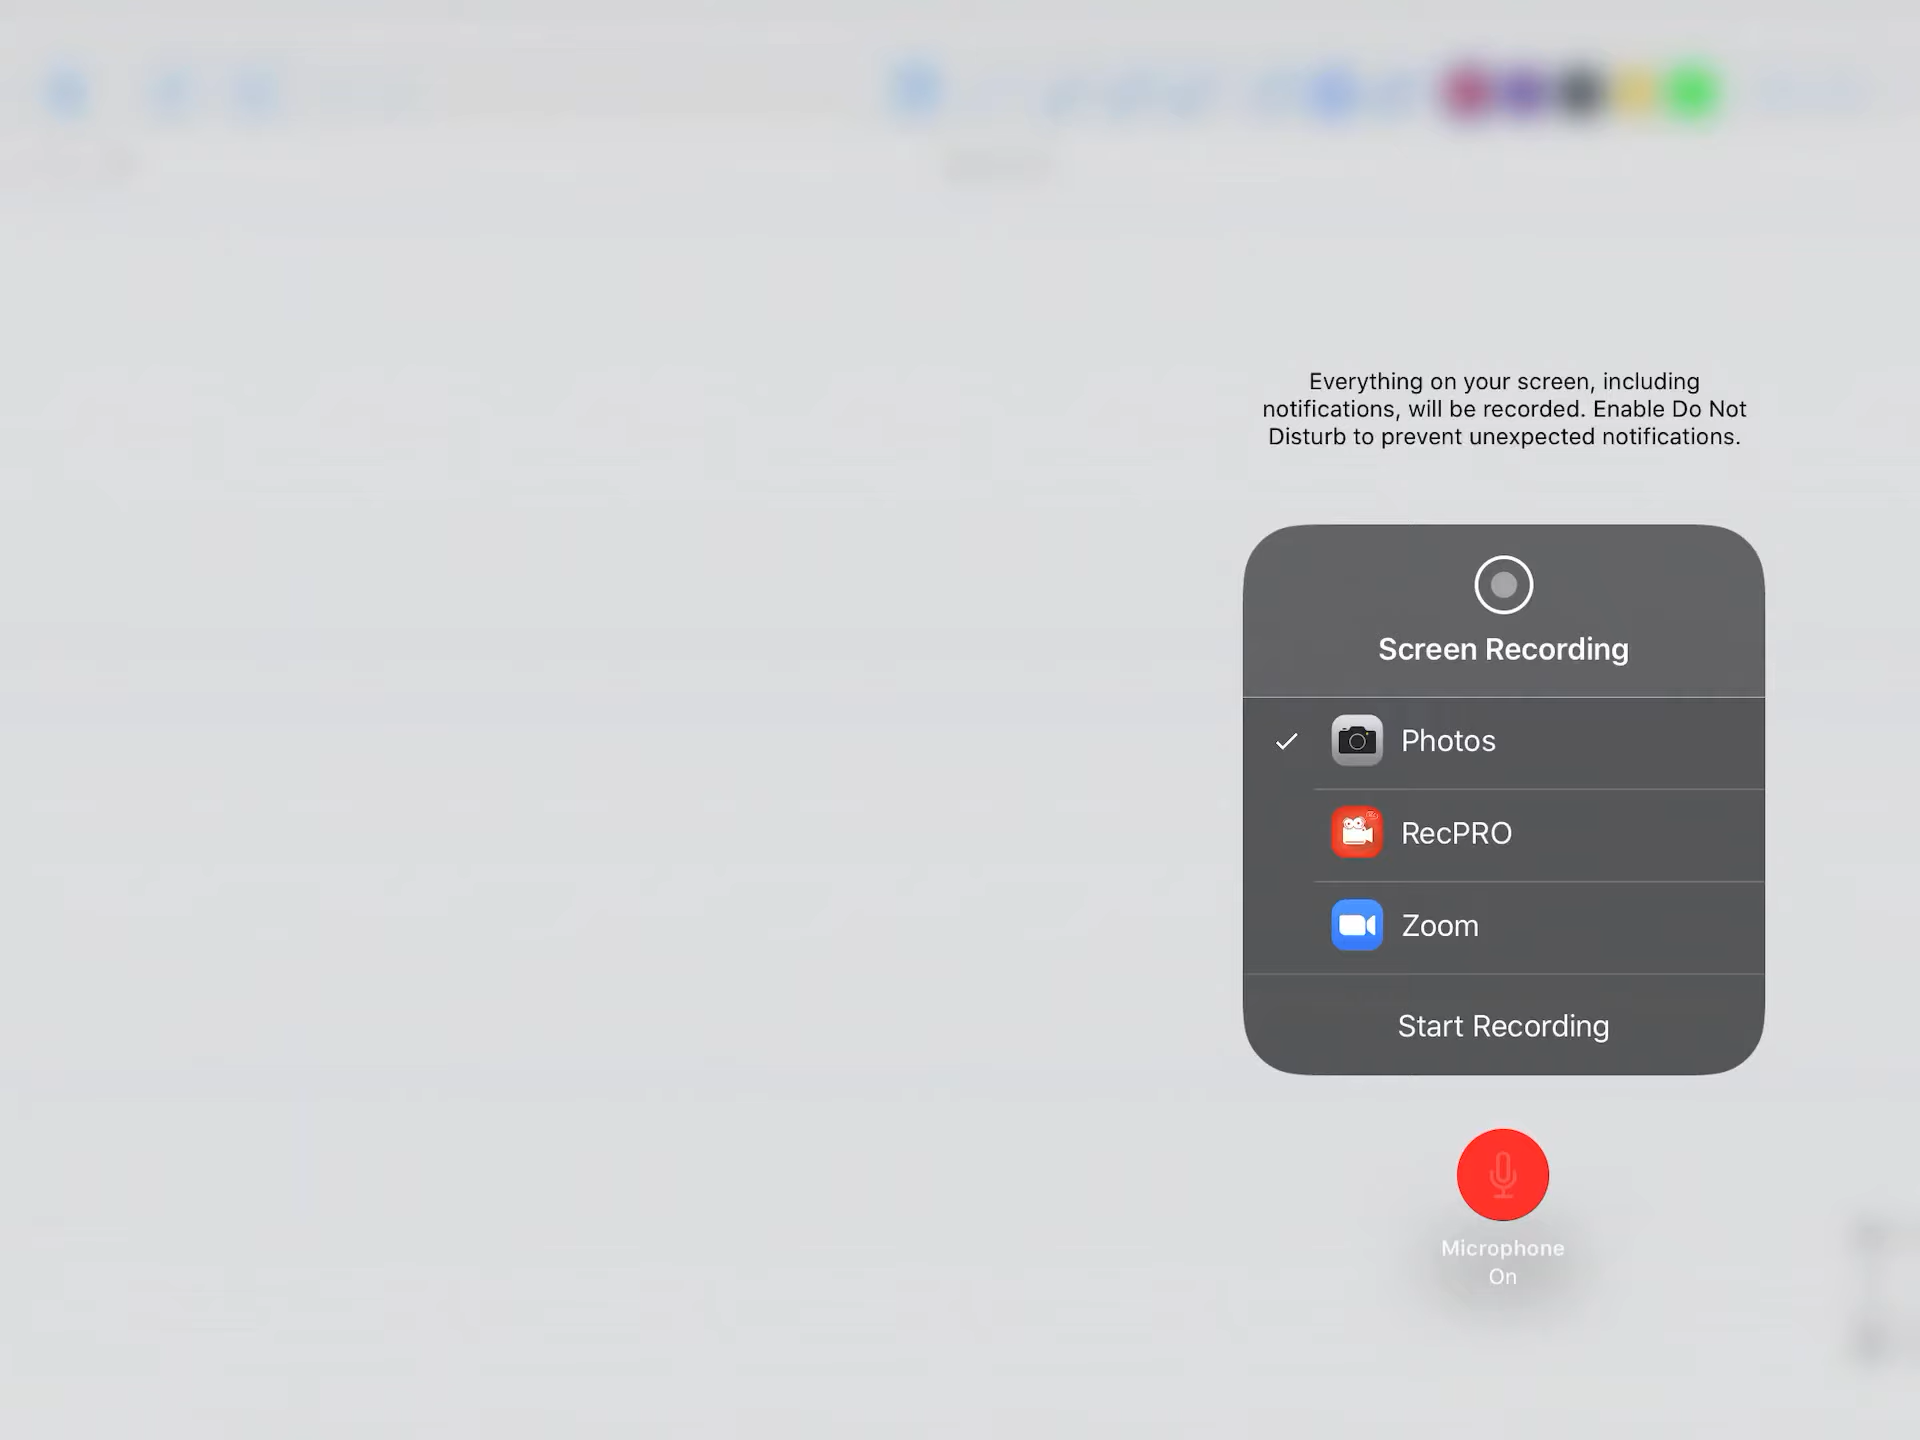 Everything on your screen, including
notifications, will be recorded. Enable Do Not
Disturb to prevent unexpected notifications.
Screen Recording
Photos
RecPRO
Zoom
Start Recording
Microphone
On